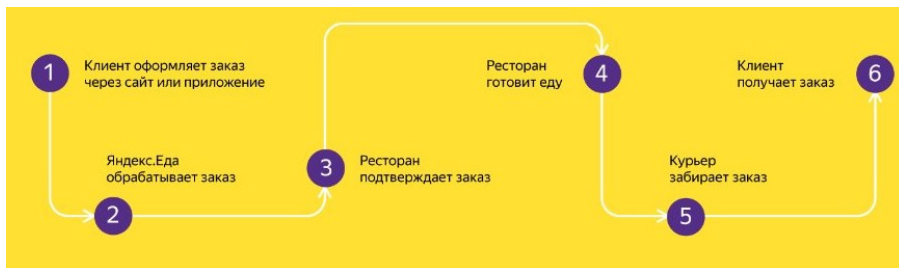 1
Клиент оформляет заказ
через сайт или приложение
2
Яндекс.Еда
обрабатывает заказ
3
Ресторан
подтверждает заказ
4
Ресторан
готовит еду
5
Курьер
забирает заказ
6
Клиент
получает заказ